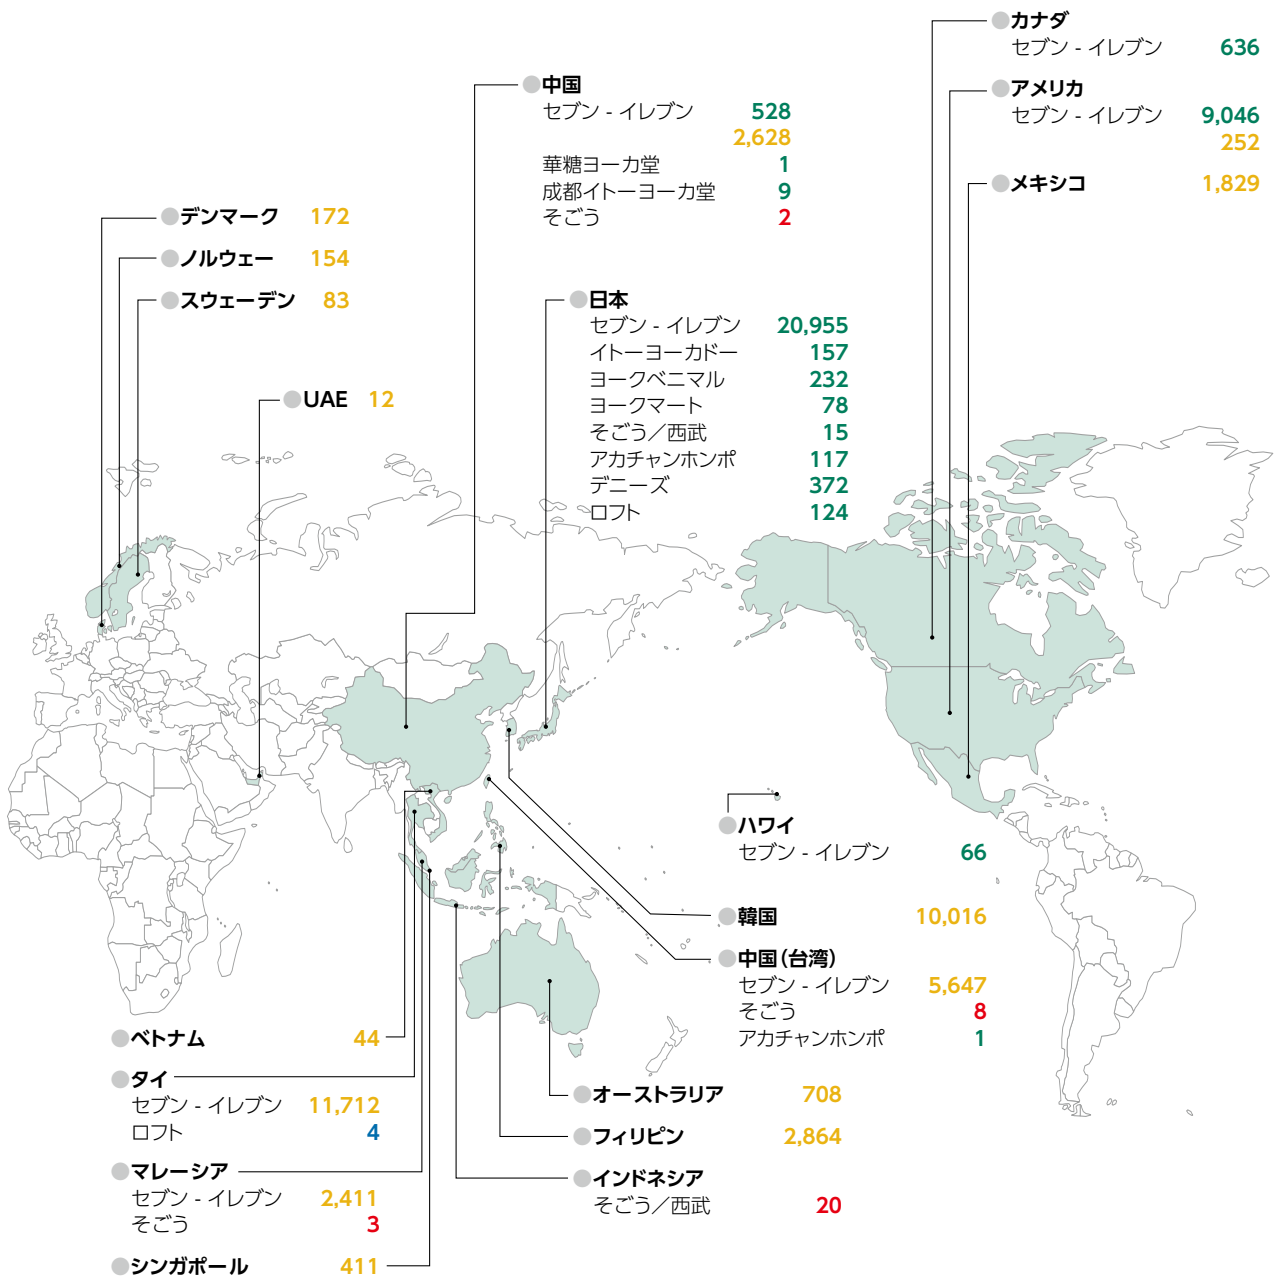 カナダ
セブン - イレブン 636
アメリカ
セブン - イレブン 9,046
252
メキシコ 1,829
中国
セブン - イレブン 528
2,628
華糖ヨーカ堂 1
成都イトーヨーカ堂 9
そごう 2
デンマーク 172
ノルウェー 154
スウェーデン 83
UAE 12
日本
セブン - イレブン 20,955
イトーヨーカドー 157
ヨークベニマル 232
ヨークマート 78
そごう／西武 15
アカチャンホンポ 117
デニーズ 372
ロフト 124
ハワイ
セブン - イレブン 66
韓国 10,016
中国（台湾）
セブン - イレブン 5,647
そごう 8
アカチャンホンポ 1
ベトナム 44
タイ
セブン - イレブン 11,712
ロフト 4
マレーシア
セブン - イレブン 2,411
そごう 3
シンガポール 411
オーストラリア 708
フィリピン 2,864
インドネシア
そごう／西武 20